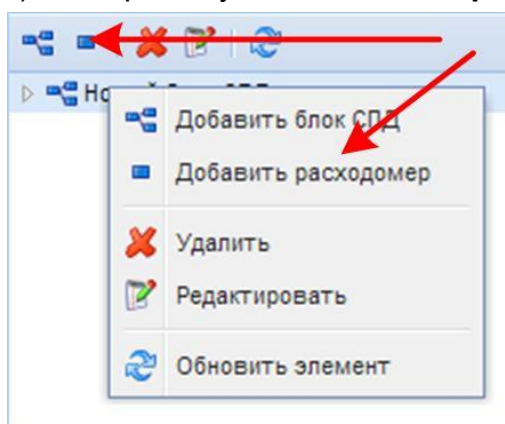 Добавить блок СПД
Добавить расходомер
Удалить
Редактировать
Обновить элемент